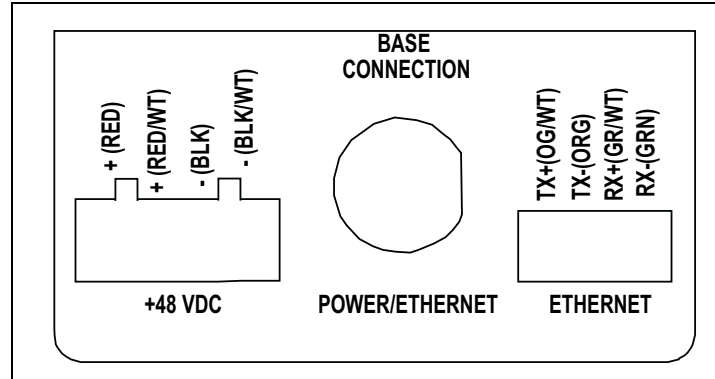 BASE
CONNECTION
+ (RED)
+ (RED/WT)
- (BLK)
- (BLK/WT)
TX+(OG/WT)
TX-(ORG)
RX+(GR/WT)
RX-(GRN)
+48 VDC
POWER/ETHERNET
ETHERNET